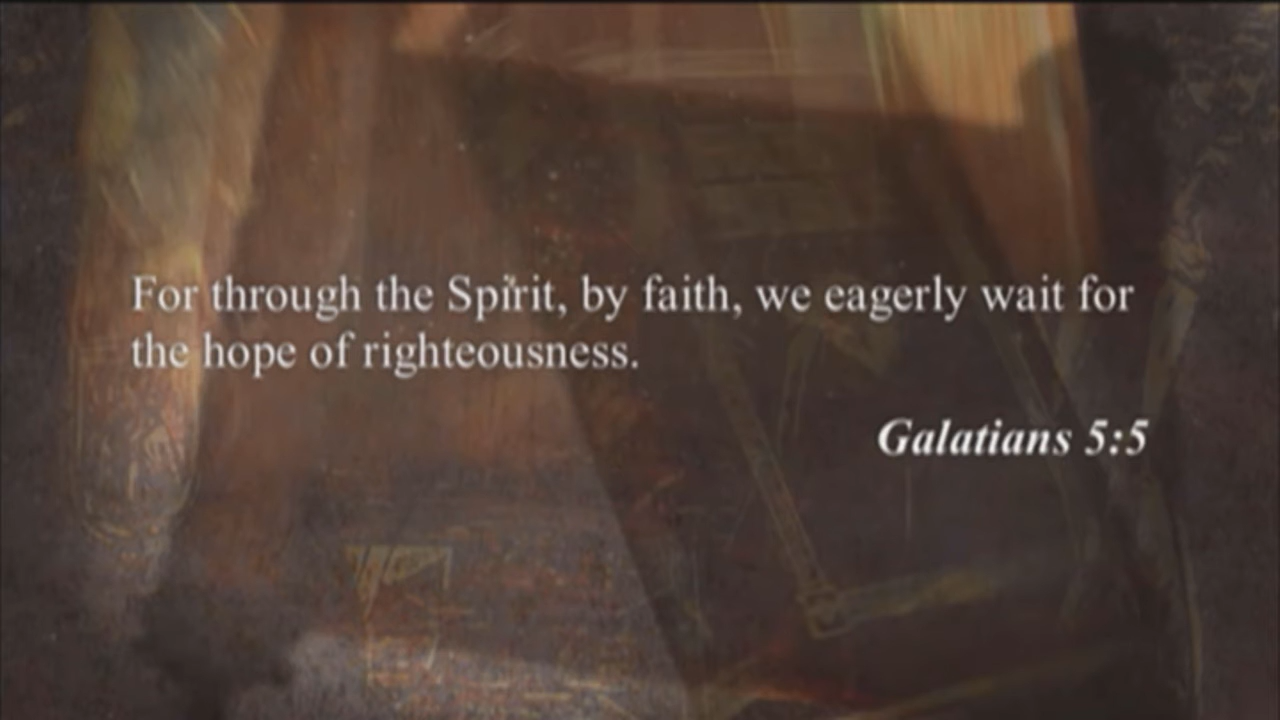 For through the Spirit, by faith, we eagerly wait for
the hope of righteousness.
Galatians 5:5